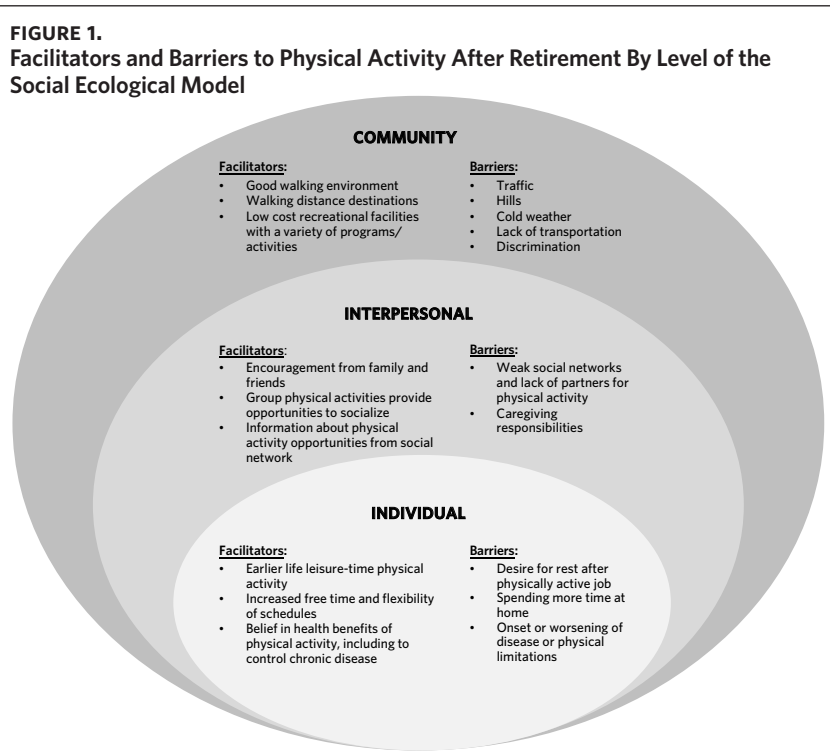 FIGURE 1.
Facilitators and Barriers to Physical Activity After Retirement By Level of the
Social Ecological Model
COMMUNITY
Facilitators:
• Good walking environment
• Walking distance destinations
• Low cost recreational facilities
with a variety of programs/
activities
Barriers:
• Traffic
• Hills
• Cold weather
• Lack of transportation
• Discrimination
INTERPERSONAL
Facilitators:
• Encouragement from family and
friends
• Group physical activities provide
opportunities to socialize
• Information about physical
activity opportunities from social
network
Barriers:
• Weak social networks
and lack of partners for
physical activity
• Caregiving
responsibilities
INDIVIDUAL
Facilitators:
• Earlier life leisure-time physical
activity
• Increased free time and flexibility
of schedules
• Belief in health benefits of
physical activity, including to
control chronic disease
Barriers:
• Desire for rest after
physically active job
• Spending more time at
home
• Onset or worsening of
disease or physical
limitations